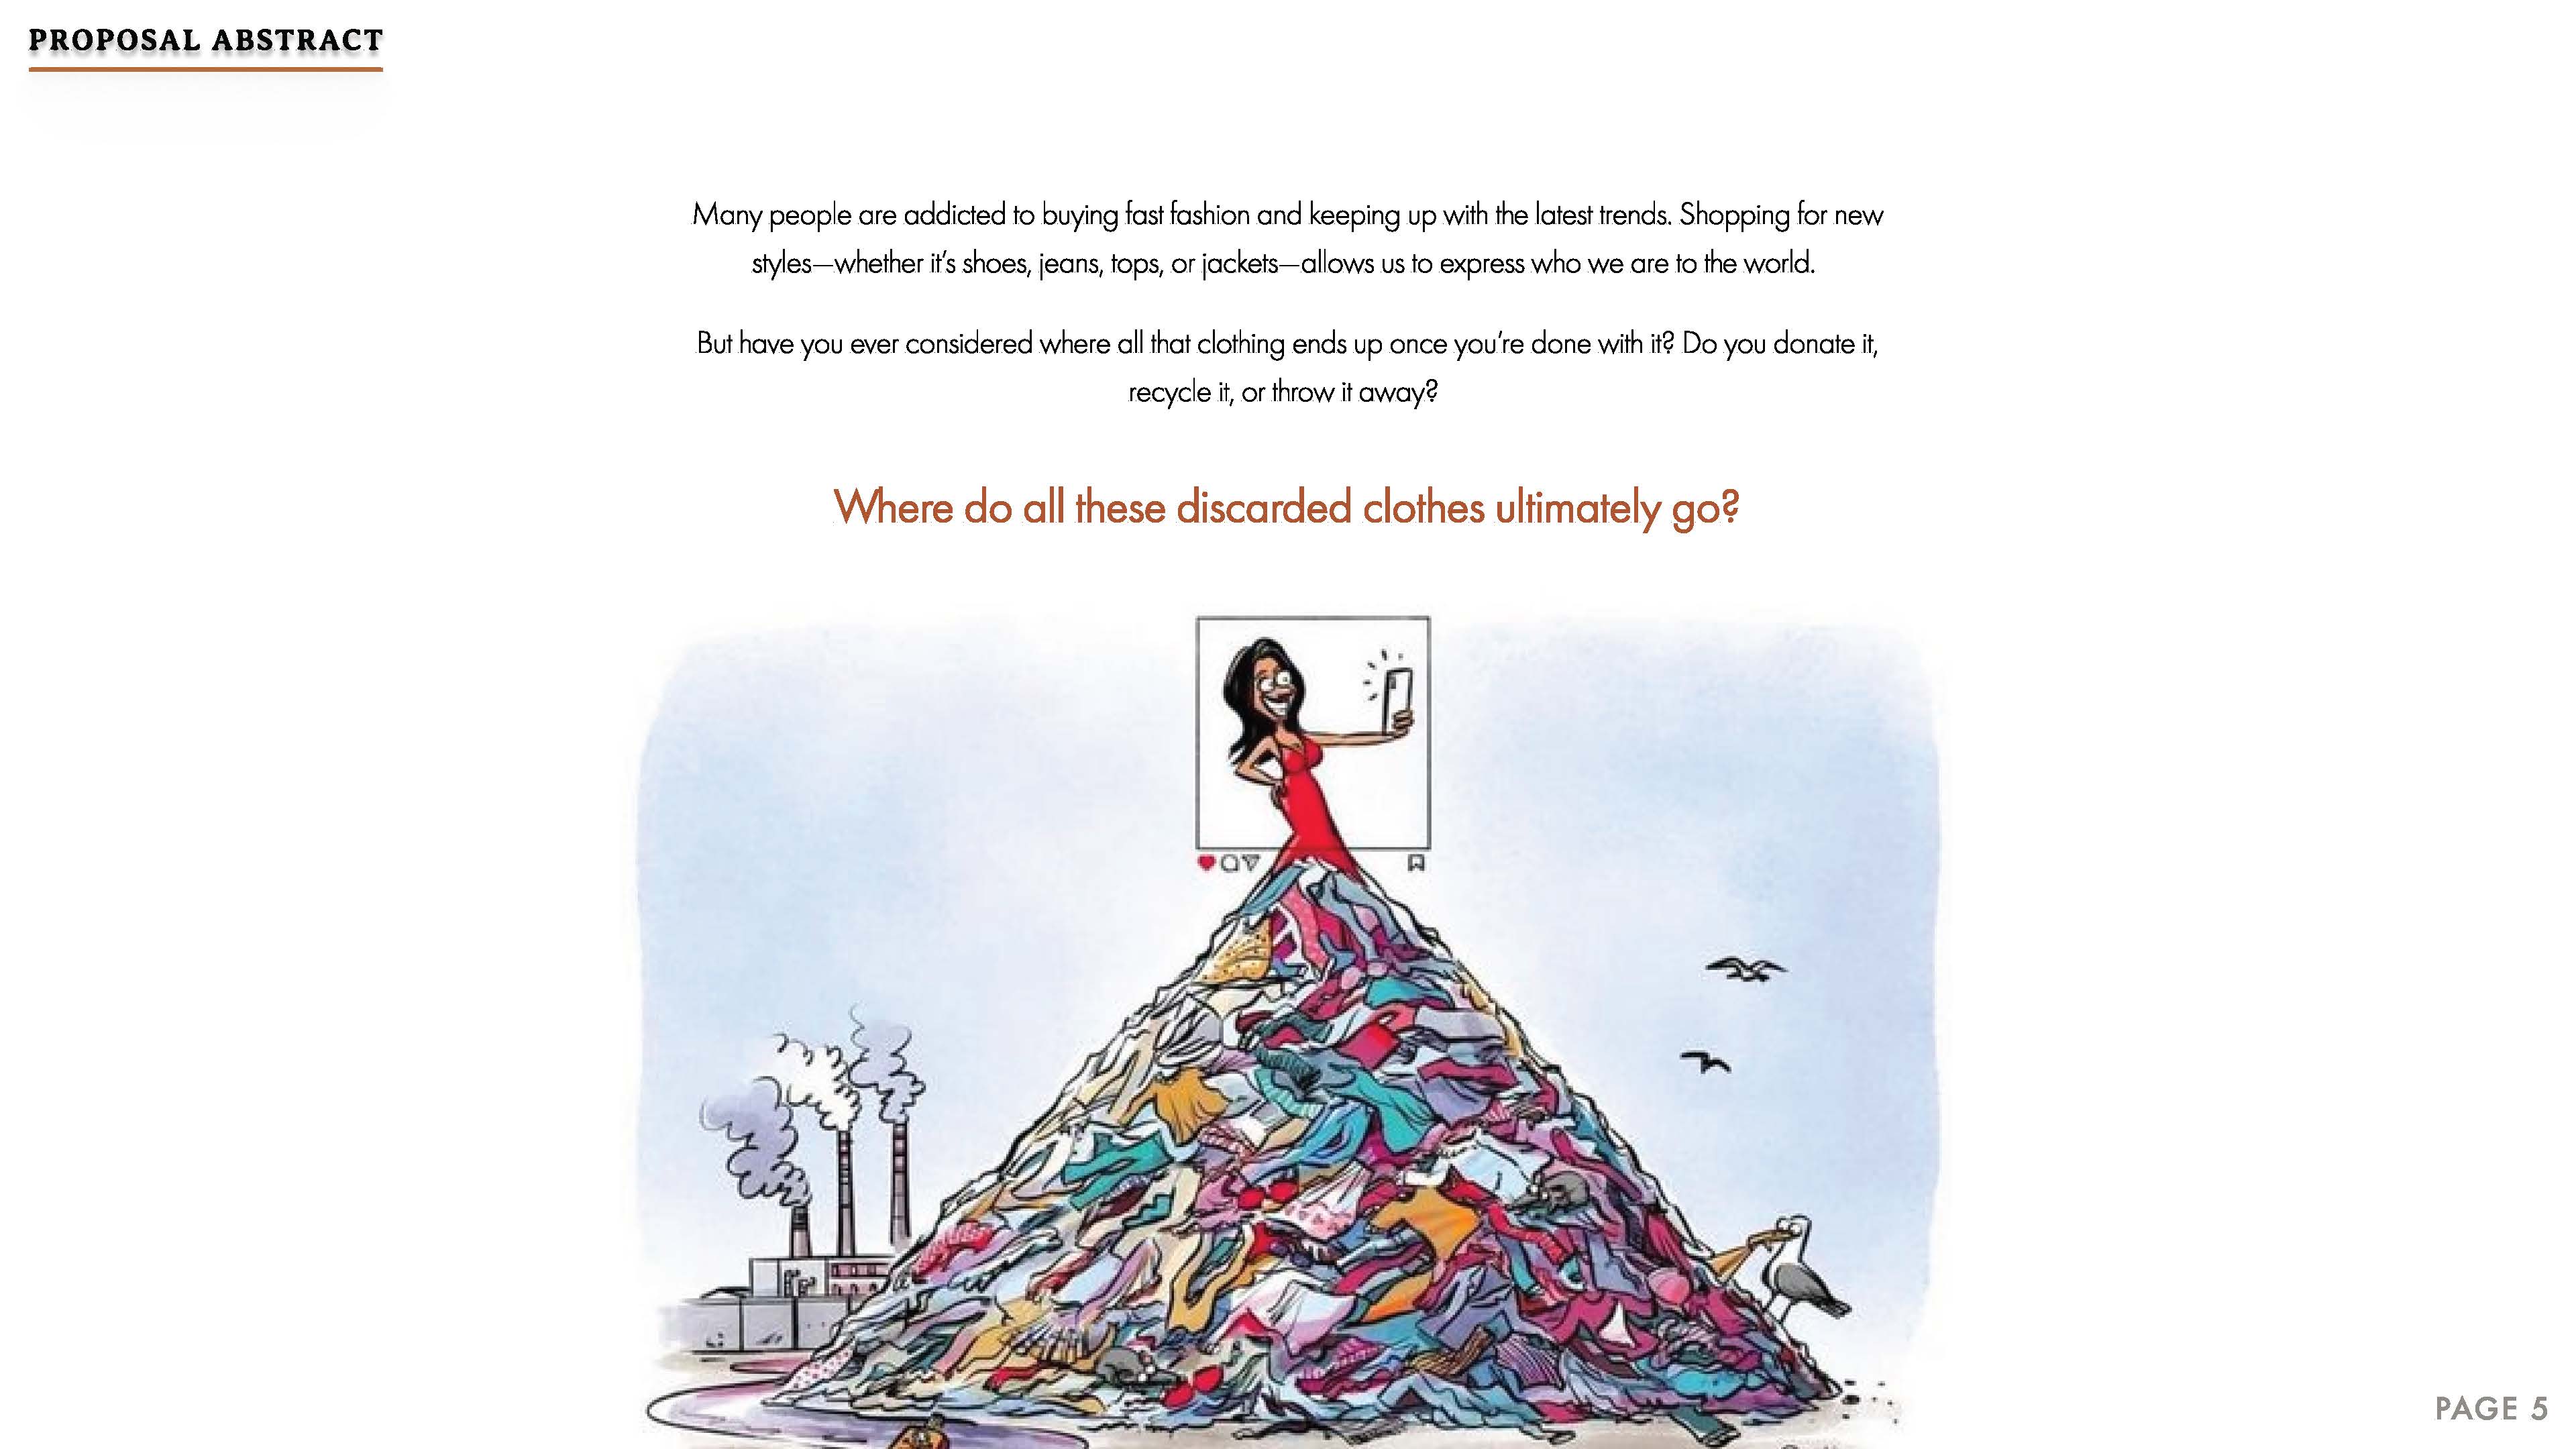 PROPOSAL ABSTRACT
Many people are addicted to buying fast fashion and keeping up with the latest trends. Shopping for new
styles—whether it's shoes, jeans, tops, or jackets—allows us to express who we are to the world.
But have you ever considered where all that clothing ends up once you're done with it? Do you donate it,
recycle it, or throw it away?
Where do all these discarded clothes ultimately go?
PAGE 5